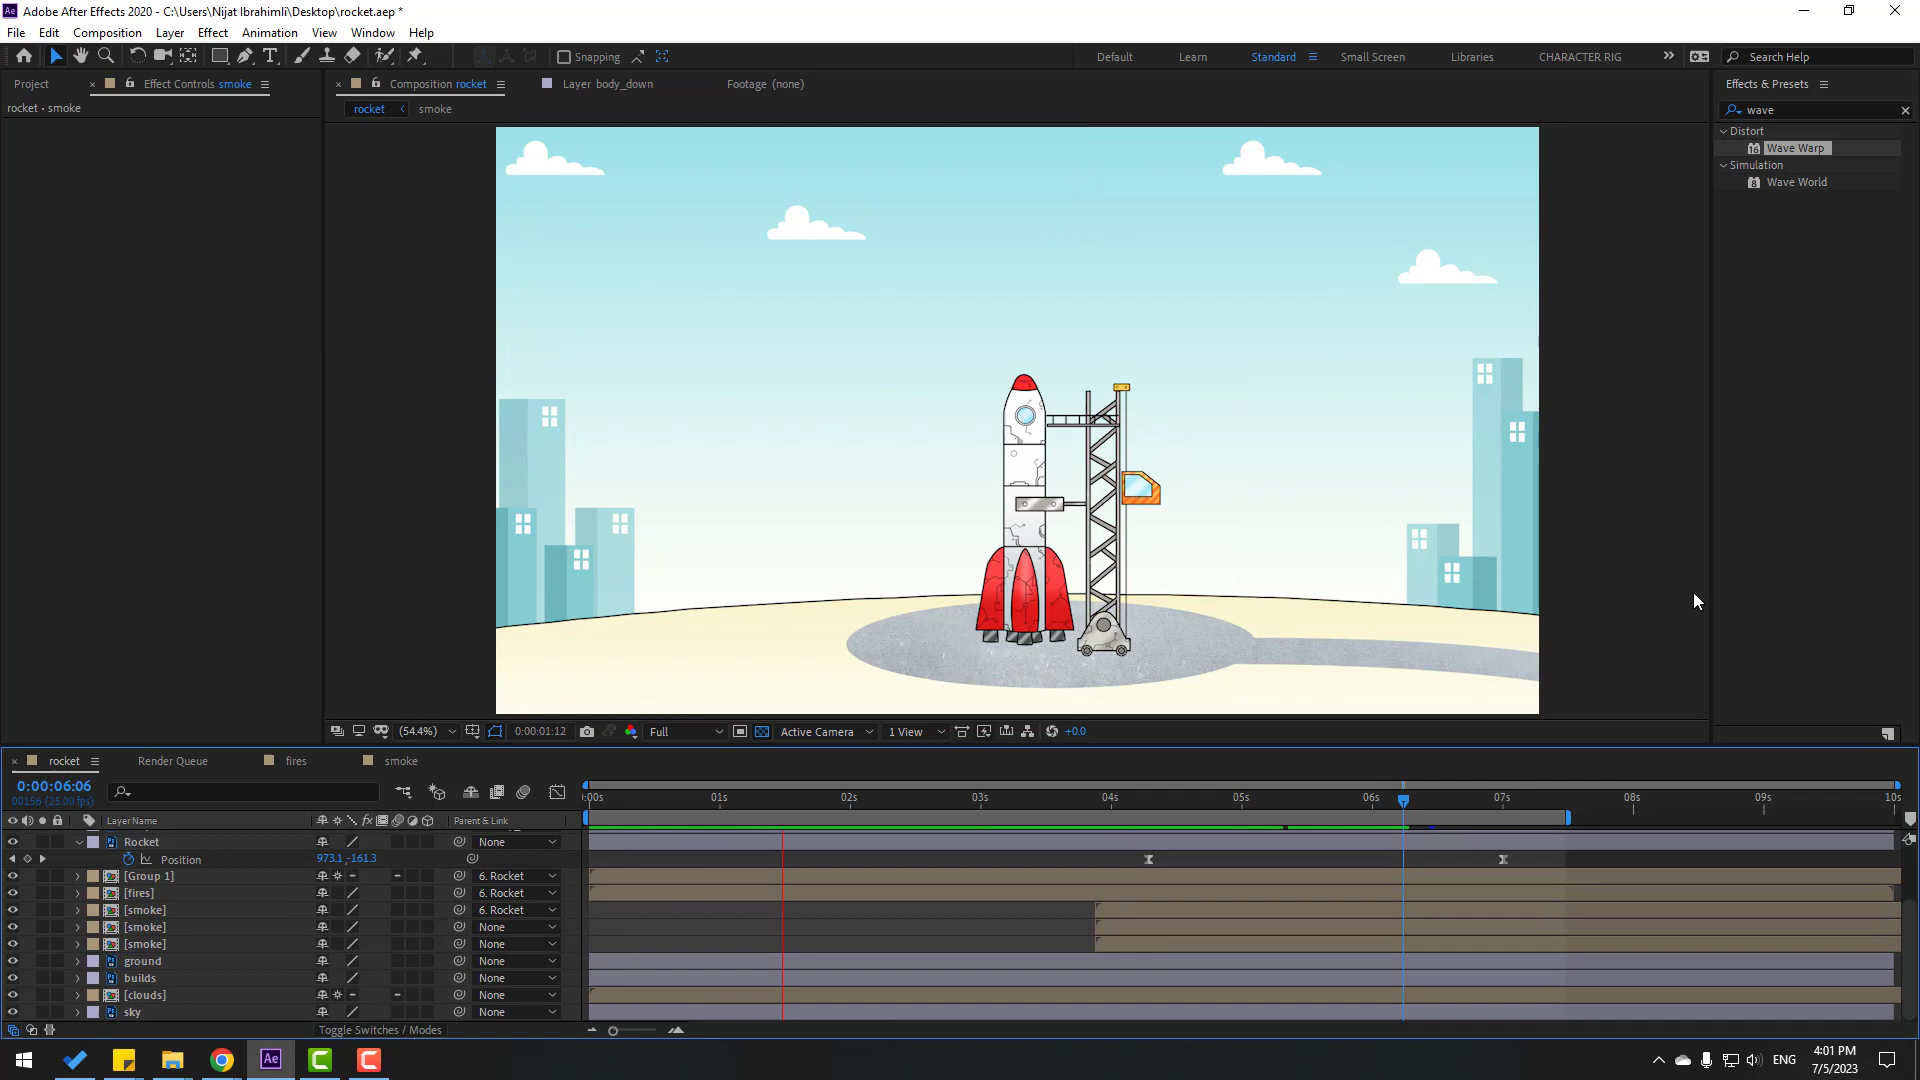 Adobe After Effects 2020 - C:\Users\Nijat Ibrahimli\Desktop\rocket.aep *
File Edit Composition Layer Effect Animation View Window Help
Snapping
Default Learn Standard Small Screen Libraries CHARACTER RIG
Search Help
Project
Effect Controls smoke
Composition rocket
Layer body_down
Footage (none)
Effects & Presets
rocket • smoke
rocket
smoke
wave
Distort
Wave Warp
Simulation
Wave World
(54.4%)
0:00:01:12
Full
Active Camera
1 View
+0.0
rocket
Render Queue
fires
smoke
0:00:06:06
00156 (25.00 fps)
:00s 01s 02s 03s 04s 05s 06s 07s 08s 09s 10s
Layer Name
Parent & Link
Rocket None
Position 973.1,-161.3
[Group 1] 6. Rocket
[fires] 6. Rocket
[smoke] 6. Rocket
[smoke] None
[smoke] None
ground None
builds None
[clouds] None
sky None
Toggle Switches / Modes
ENG
4:01 PM
7/5/2023